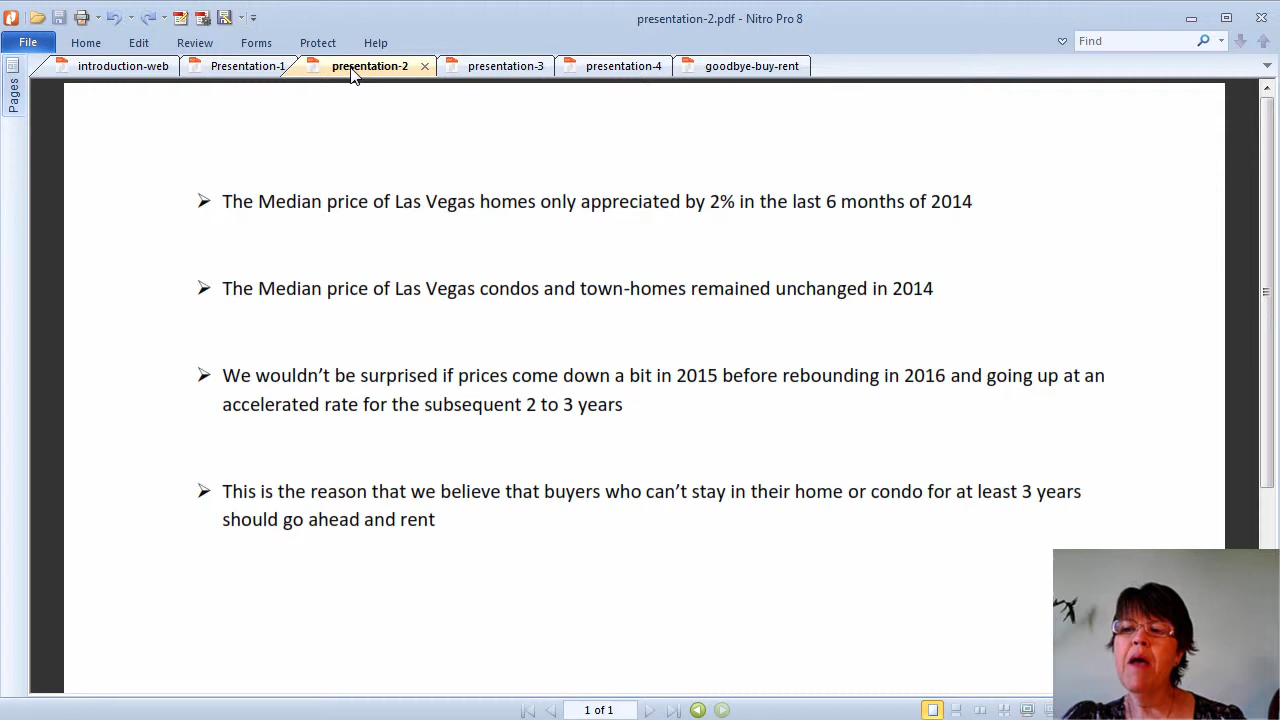 presentation-2.pdf - Nitro Pro 8
File Home Edit Review Forms Protect Help Find
introduction-web Presentation-1 presentation-2 presentation-3 presentation-4 goodbye-buy-rent
Pages
➢ The Median price of Las Vegas homes only appreciated by 2% in the last 6 months of 2014
➢ The Median price of Las Vegas condos and town-homes remained unchanged in 2014
➢ We wouldn’t be surprised if prices come down a bit in 2015 before rebounding in 2016 and going up at an
accelerated rate for the subsequent 2 to 3 years
➢ This is the reason that we believe that buyers who can’t stay in their home or condo for at least 3 years
should go ahead and rent
1 of 1